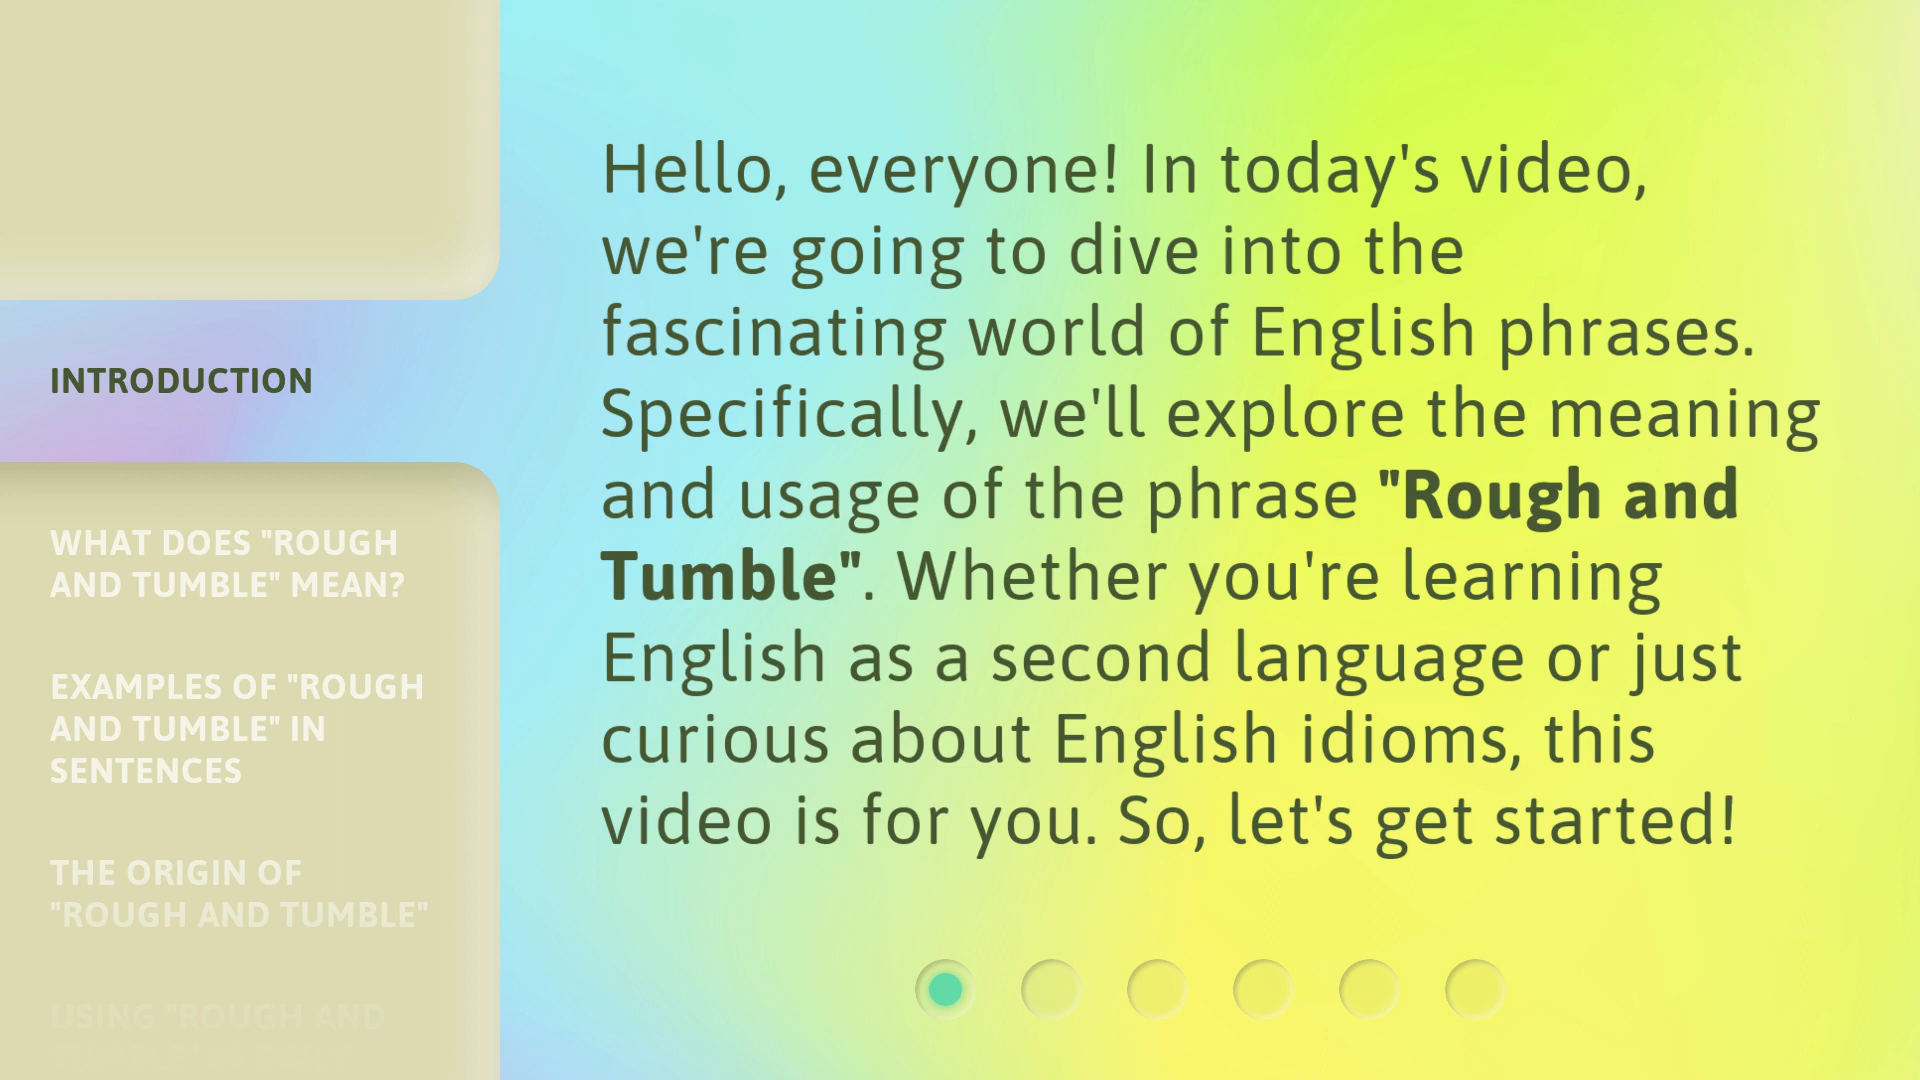 INTRODUCTION
WHAT DOES "ROUGH
AND TUMBLE" MEAN?
EXAMPLES OF "ROUGH
AND TUMBLE" IN
SENTENCES
THE ORIGIN OF
"ROUGH AND TUMBLE"
USING "ROUGH AND
Hello, everyone! In today's video,
we're going to dive into the
fascinating world of English phrases.
Specifically, we'll explore the meaning
and usage of the phrase "Rough and
Tumble". Whether you're learning
English as a second language or just
curious about English idioms, this
video is for you. So, let's get started!